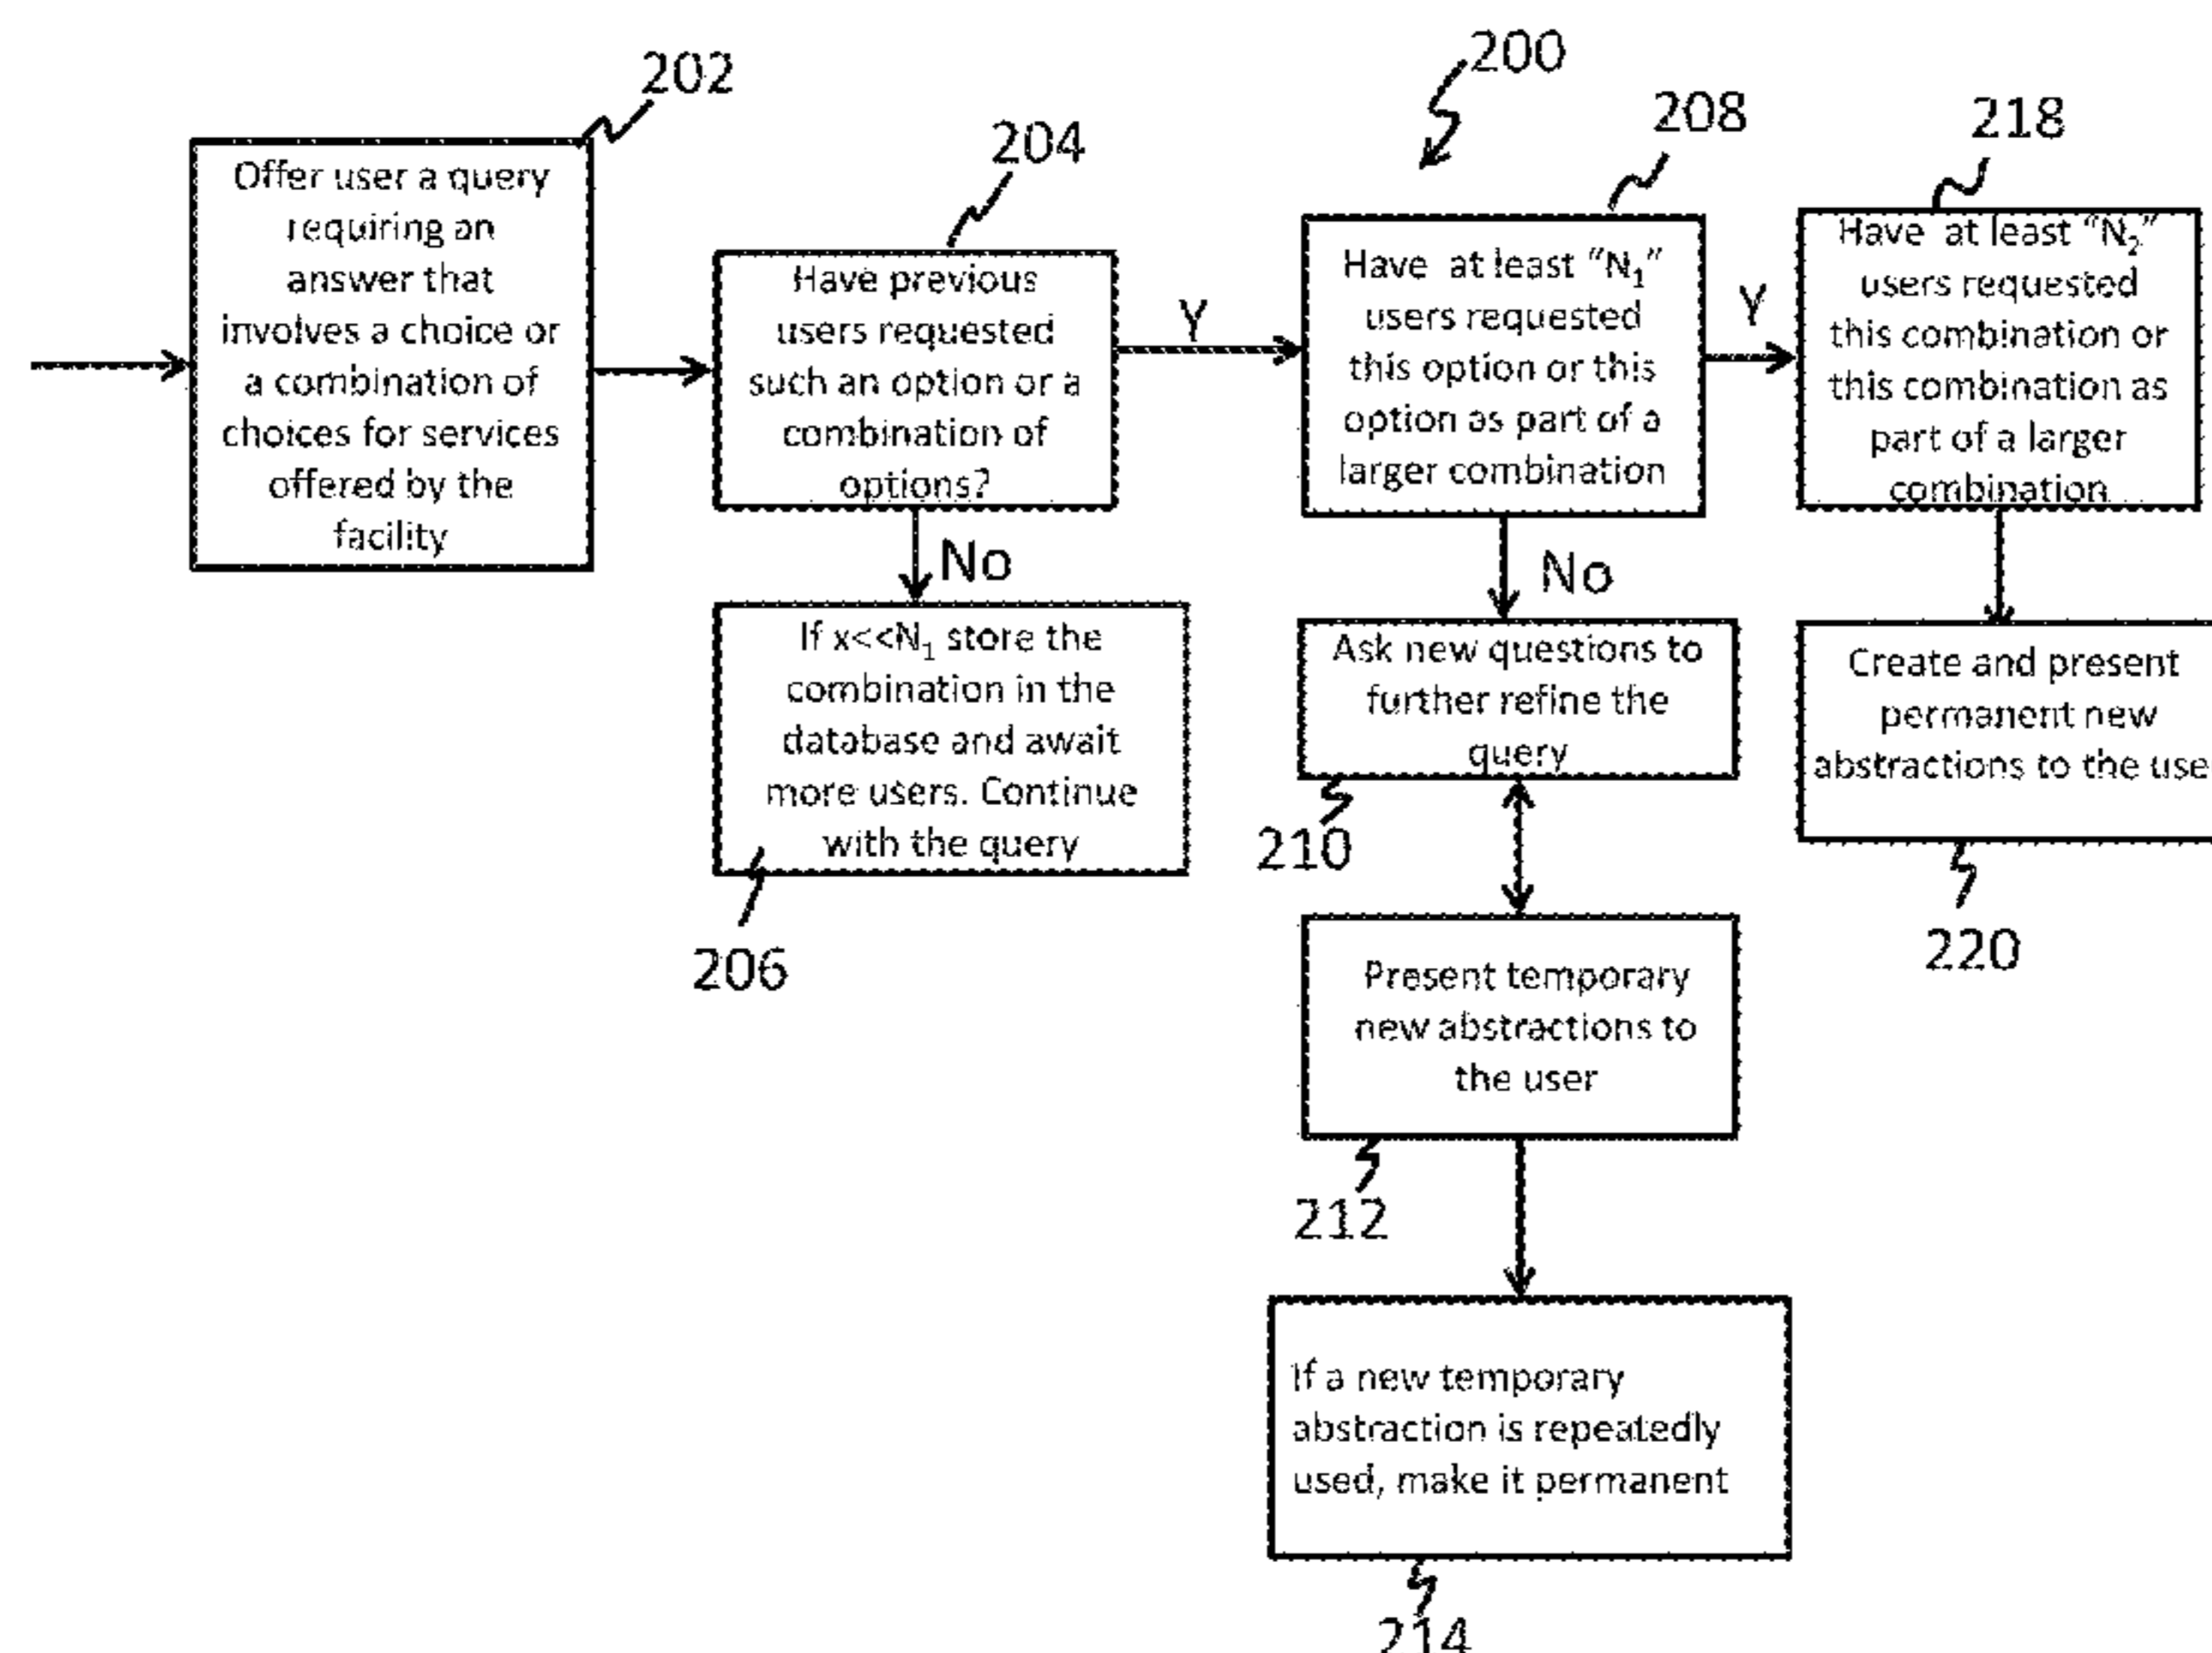 200
202
Offer user a query
requiring an
answer that
involves a choice or
a combination of
choices for services
offered by the
facility
204
Have previous
users requested
such an option or a
combination of
options?
Y
No
If x<<N₁ store the
combination in the
database and await
more users. Continue
with the query
206
208
Have at least "N₁"
users requested
this option or this
option as part of a
larger combination
Y
No
Ask new questions to
further refine the
query
210
Present temporary
new abstractions to
the user
212
If a new temporary
abstraction is repeatedly
used, make it permanent
214
218
Have at least "N₂"
users requested
this combination or
this combination as
part of a larger
combination
Create and present
permanent new
abstractions to the use
220